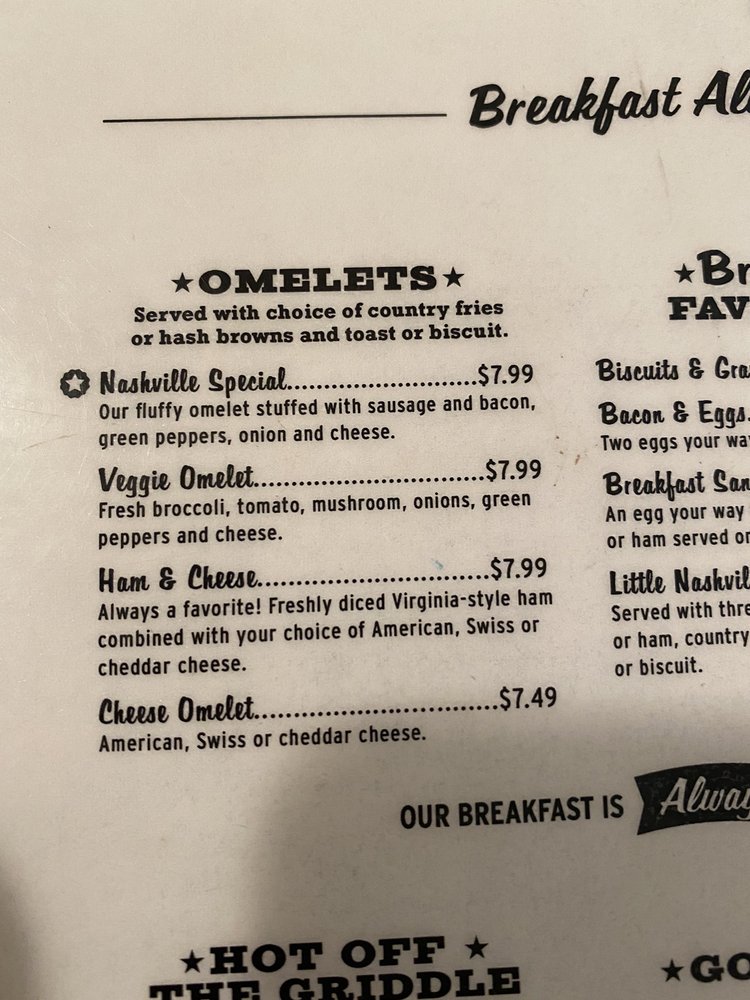 Breakfast
★OMELETS★
Served with choice of country fries
or hash browns and toast or biscuit.
Nashville Special............................$7.99
Our fluffy omelet stuffed with sausage and bacon,
green peppers, onion and cheese.
Veggie Omelet.................................$7.99
Fresh broccoli, tomato, mushroom, onions, green
peppers and cheese.
Ham & Cheese.................................$7.99
Always a favorite! Freshly diced Virginia-style ham
combined with your choice of American, Swiss or
cheddar cheese.
Cheese Omelet..................................$7.49
American, Swiss or cheddar cheese.
Biscuits &
Bacon & Eggs.
Two eggs your
Breakfast
An egg your way
or ham served
Little
Served with
or ham, country
or biscuit.
OUR BREAKFAST IS
★HOT OFF ★
THE GRIDDLE